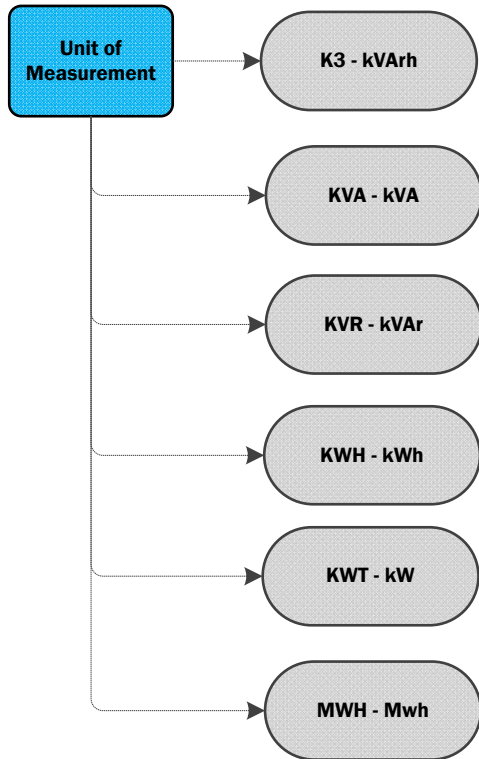 Unit of
Measurement
K3 - kVArh
KVA - kVA
KVR - kVAr
KWH - kWh
KWT - kW
MWH - Mwh